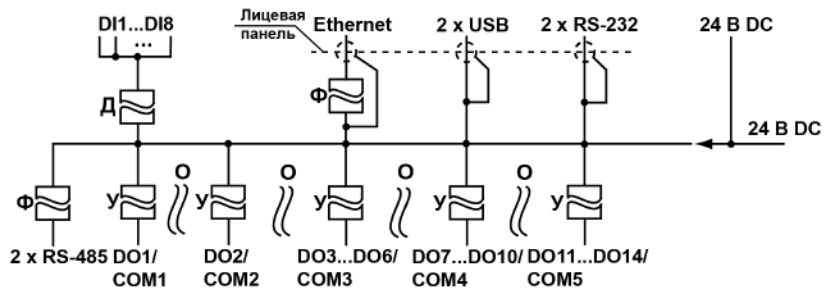 DI1...DI8
...
Лицевая
панель
Ethernet
2 x USB
2 x RS-232
24 В DC
Д
Ф
24 В DC
О
О
О
О
Ф
У
У
У
У
У
2 x RS-485
DO1/
COM1
DO2/
COM2
DO3...DO6/
COM3
DO7...DO10/
COM4
DO11...DO14/
COM5